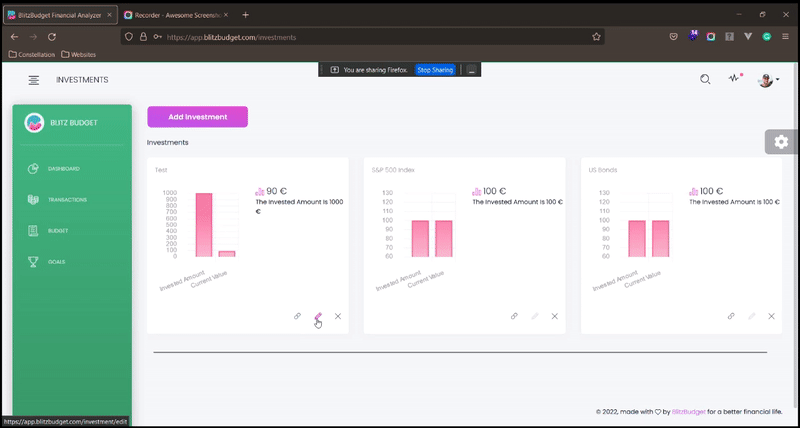 BlitzBudget Financial Analyzer
Recorder - Awesome Screensho
https://app.blitzbudget.com/investments
14
Constellation
Websites
You are sharing Firefox.
Stop Sharing
INVESTMENTS
BLITZ BUDGET
DASHBOARD
TRANSACTIONS
BUDGET
GOALS
Add Investment
Investments
Test
1000
900
800
700
600
500
400
300
200
100
0
Invested Amount
Current Value
90 €
The Invested Amount Is 1000
€
S&P 500 Index
130
120
110
100
90
80
70
60
Invested Amount
Current Value
100 €
The Invested Amount Is 100 €
US Bonds
130
120
110
100
90
80
70
60
Invested Amount
Current Value
100 €
The Invested Amount Is 100 €
© 2022, made with ♡ by BlitzBudget for a better financial life.
https://app.blitzbudget.com/investment/edit